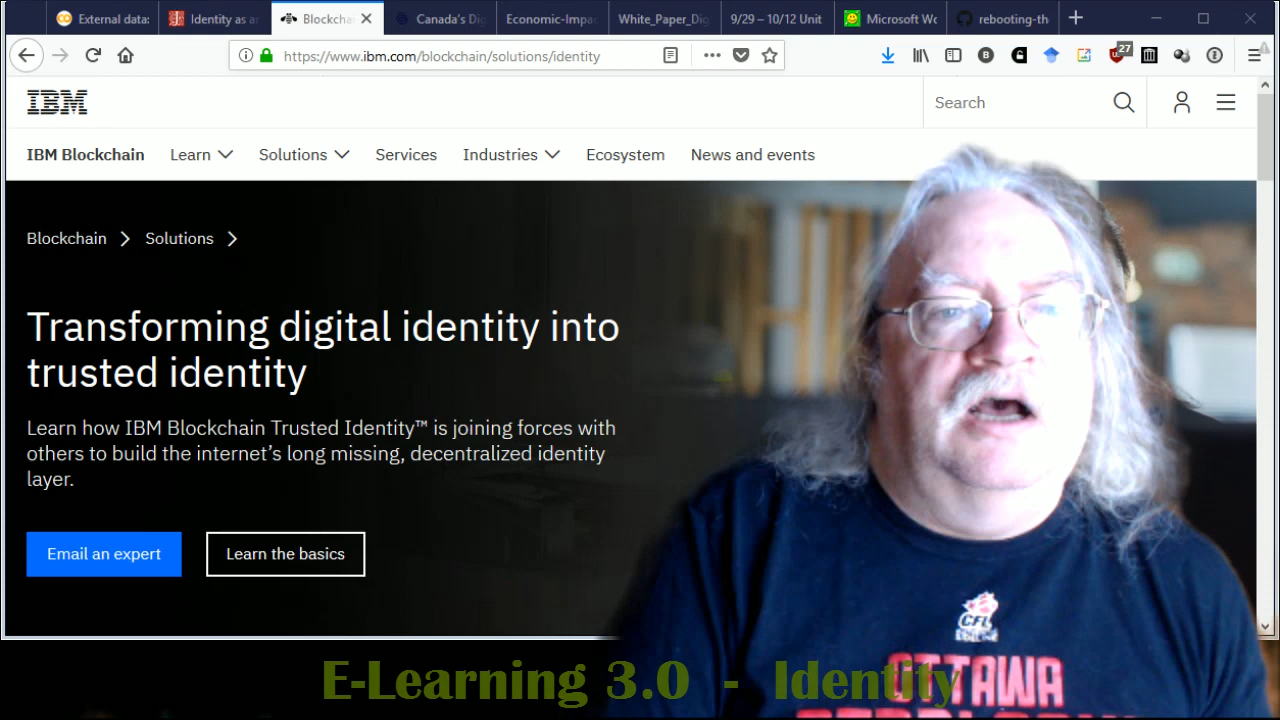 External data:
Identity as a
Blockcha
Canada's Dig
Economic-Impac
White_Paper_Dig
9/29 – 10/12 Unit
Microsoft Wo
rebooting-th
https://www.ibm.com/blockchain/solutions/identity
B
27
IBM
Search
IBM Blockchain
Learn
Solutions
Services
Industries
Ecosystem
News and events
Blockchain
Solutions
Transforming digital identity into
trusted identity
Learn how IBM Blockchain Trusted Identity™ is joining forces with
others to build the internet's long missing, decentralized identity
layer.
Email an expert
Learn the basics
CFL
OTTAWA
E-Learning 3.0 - Identity